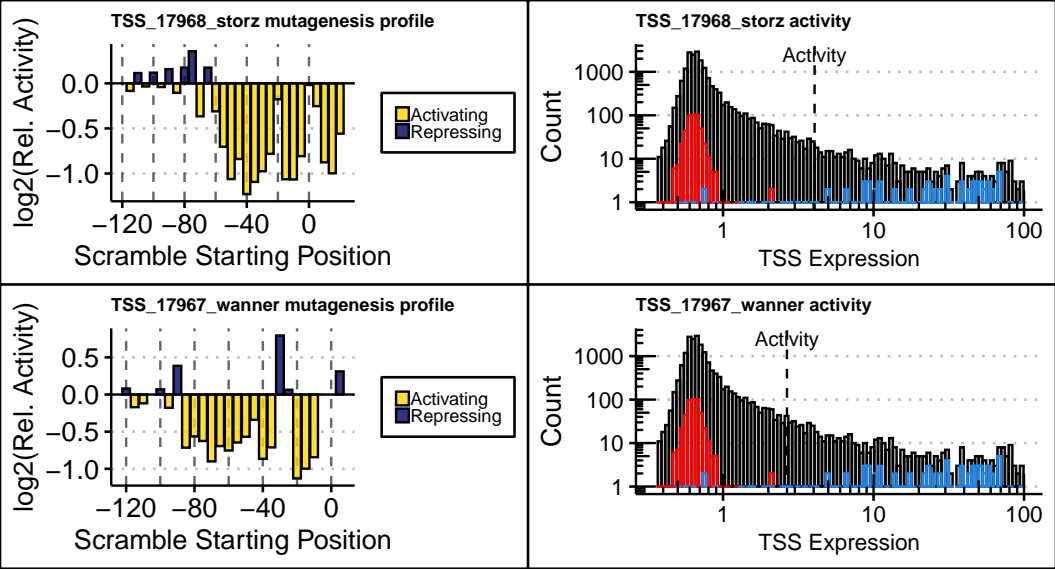 TSS_17968_storz mutagenesis profile
log2(Rel. Activity)
0.0
−0.5
−1.0
−120
−80
−40
0
Scramble Starting Position
Activating
Repressing
TSS_17968_storz activity
Activity
Count
1000
100
10
1
1
10
100
TSS Expression
TSS_17967_wanner mutagenesis profile
log2(Rel. Activity)
0.5
0.0
−0.5
−1.0
−120
−80
−40
0
Scramble Starting Position
Activating
Repressing
TSS_17967_wanner activity
Activity
Count
1000
100
10
1
1
10
100
TSS Expression